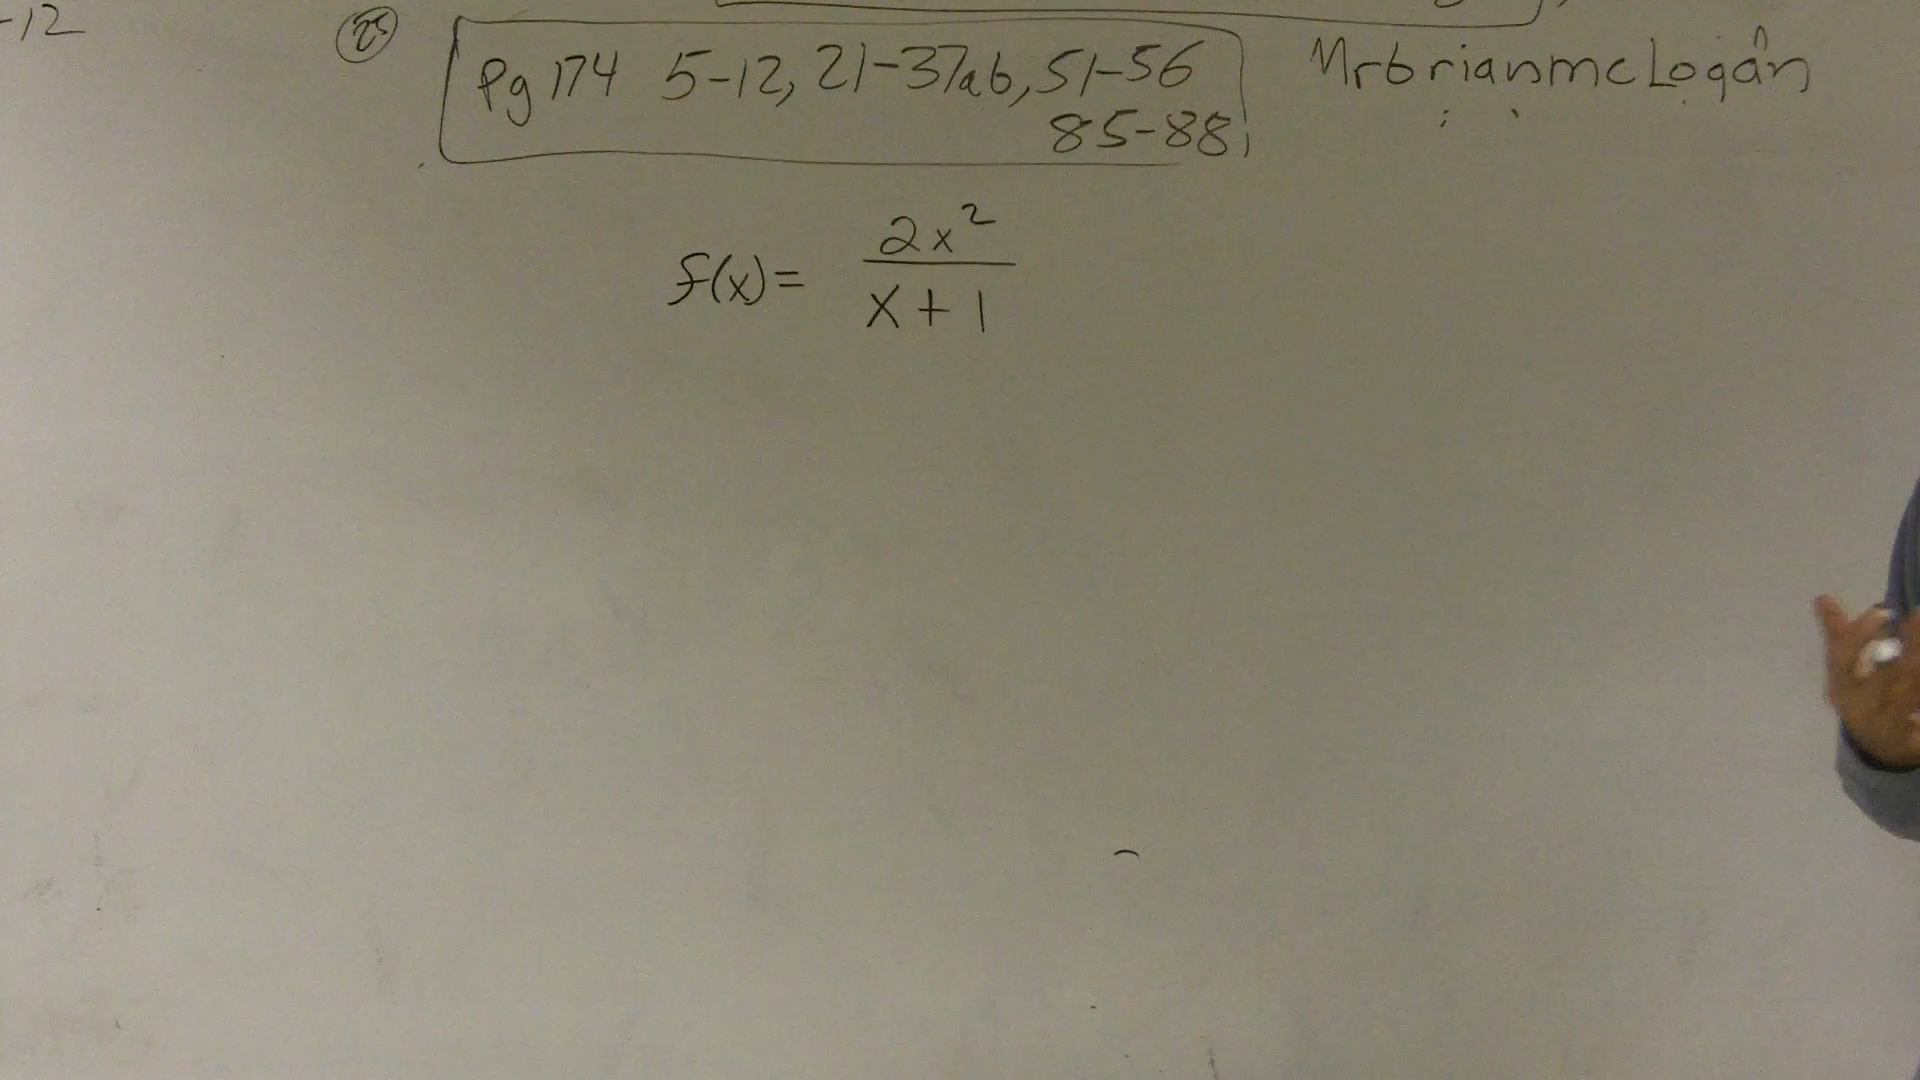 -12
25
Pg 174 5-12, 21-37ab, 51-56
85-88
Mrbrianmclogan
f(x)= 2x²
x+1